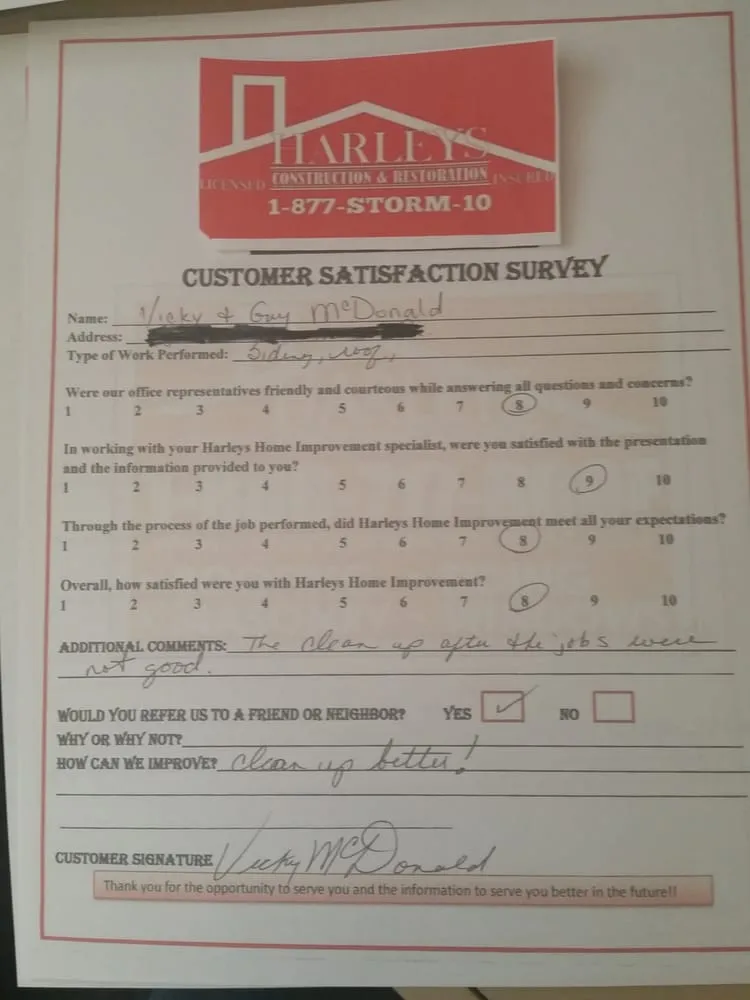 HARLEYS
LICENSED CONSTRUCTION & RESTORATION INSURED
1-877-STORM-10
CUSTOMER SATISFACTION SURVEY
Name: Vicky & Guy McDonald
Address:
Type of Work Performed: Siding, roof,
Were our office representatives friendly and courteous while answering all questions and concerns?
1 2 3 4 5 6 7 8 9 10
In working with your Harleys Home Improvement specialist, were you satisfied with the presentation
and the information provided to you?
1 2 3 4 5 6 7 8 9 10
Through the process of the job performed, did Harleys Home Improvement meet all your expectations?
1 2 3 4 5 6 7 8 9 10
Overall, how satisfied were you with Harleys Home Improvement?
1 2 3 4 5 6 7 8 9 10
ADDITIONAL COMMENTS: The clean up after the jobs were
not good.
WOULD YOU REFER US TO A FRIEND OR NEIGHBOR? YES ✓ NO
WHY OR WHY NOT?
HOW CAN WE IMPROVE? Clean up better!
CUSTOMER SIGNATURE Vicky McDonald
Thank you for the opportunity to serve you and the information to serve you better in the future!!